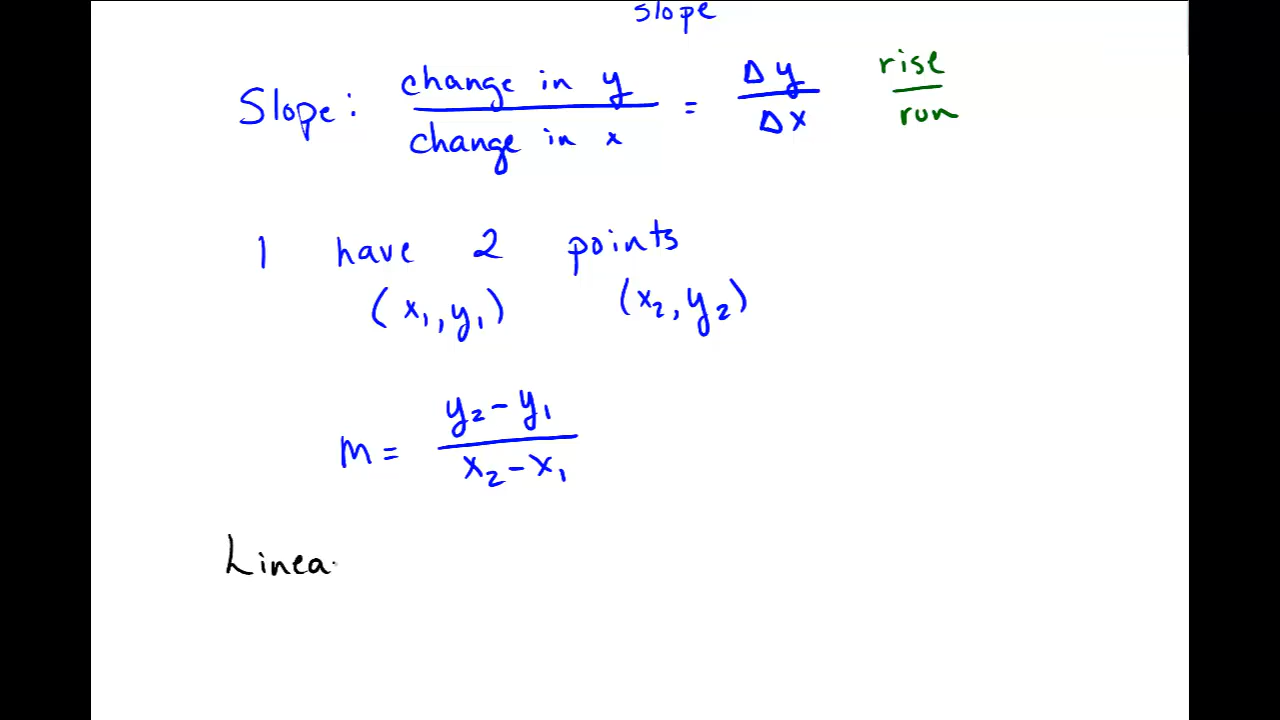 slope
Slope: change in y / change in x = Δy / Δx rise / run
I have 2 points
(x₁, y₁) (x₂, y₂)
m = y₂ - y₁ / x₂ - x₁
Linea